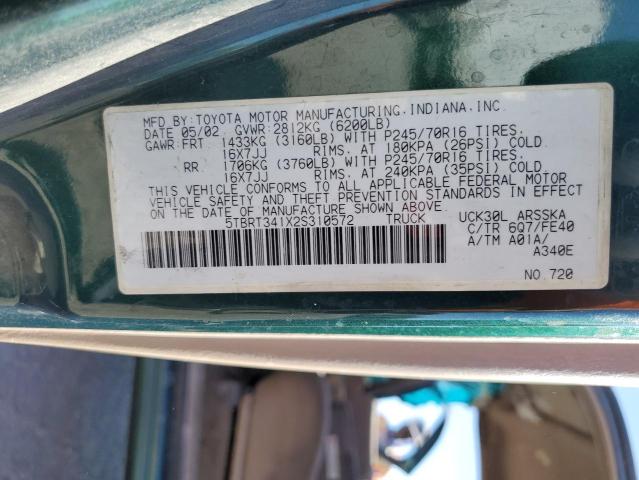 MFD BY: TOYOTA MOTOR MANUFACTURING, INDIANA, INC.
DATE 05/02 GVWR: 2812KG (6200LB)
GAWR: FRT 1433KG (3160LB) WITH P245/70R16 TIRES,
16X7JJ RIMS, AT 180KPA (26PSI) COLD
RR 1706KG (3760LB) WITH P245/70R16 TIRES,
16X7JJ RIMS, AT 240KPA (35PSI) COLD
THIS VEHICLE CONFORMS TO ALL APPLICABLE FEDERAL MOTOR
VEHICLE SAFETY AND THEFT PREVENTION STANDARDS IN EFFECT
ON THE DATE OF MANUFACTURE SHOWN ABOVE
5TBRT341X2S310572 TRUCK UCK30L ARSSKA
C/TR 6Q7/FE40
A/TM A01A/
A340E
NO.720